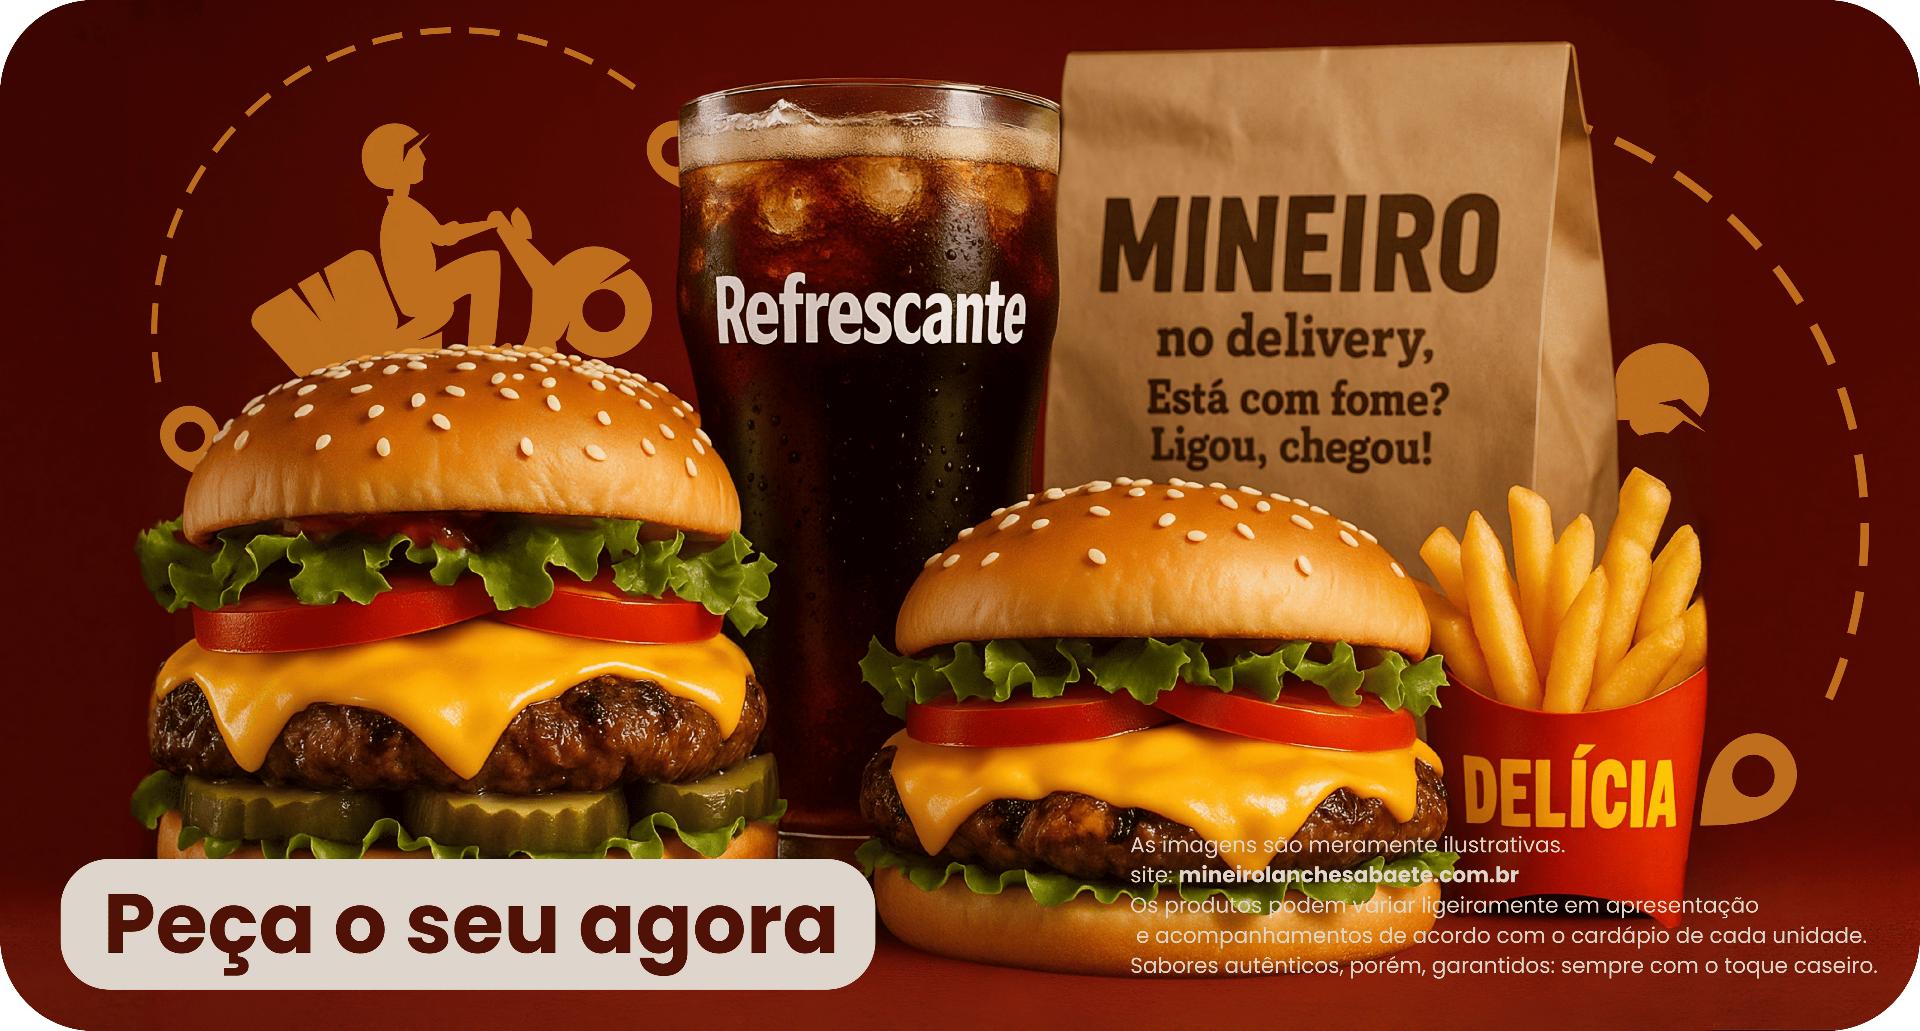 Refrescante
MINEIRO
no delivery,
Está com fome?
Ligou, chegou!
DELÍCIA
Peça o seu agora
As imagens são meramente ilustrativas.
site: mineirolanchesabaete.com.br
Os produtos podem variar ligeiramente em apresentação
e acompanhamentos de acordo com o cardápio de cada unidade.
Sabores autênticos, porém, garantidos: sempre com o toque caseiro.